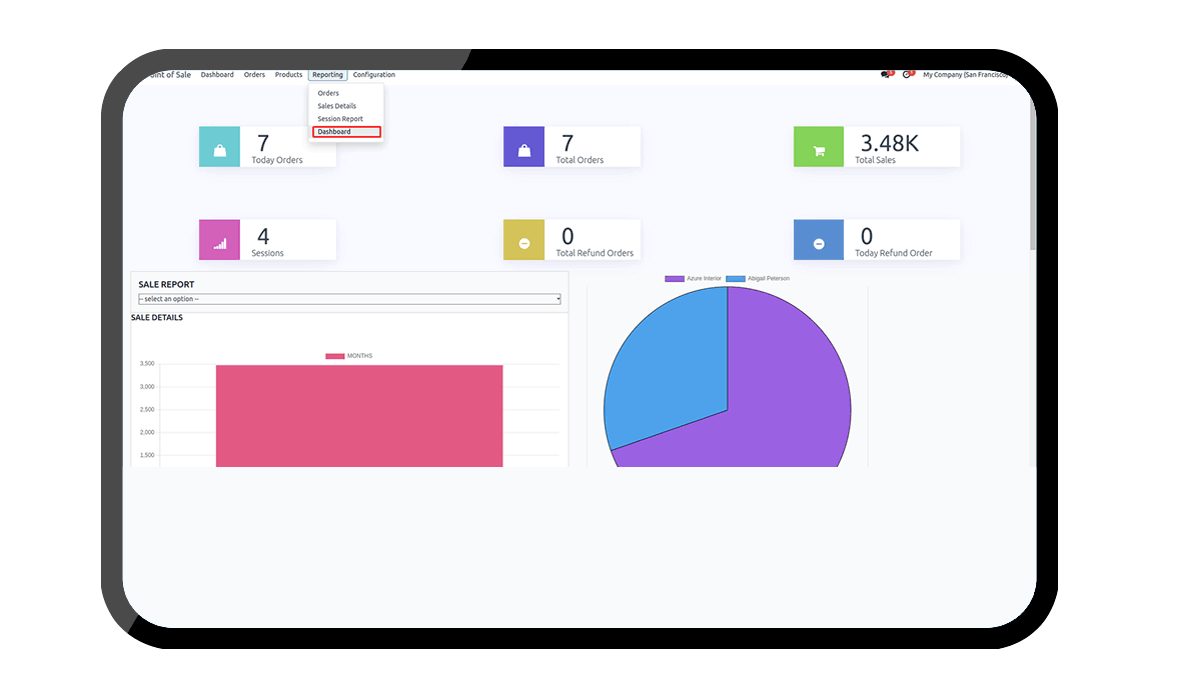 oint of Sale Dashboard Orders Products Reporting Configuration My Company (San Francisco)
Orders
Sales Details
Session Report
Dashboard
7
Today Orders
7
Total Orders
3.48K
Total Sales
4
Sessions
0
Total Refund Orders
0
Today Refund Order
SALE REPORT
-- select an option --
SALE DETAILS
MONTHS
3,500
3,000
2,500
2,000
1,500
Azure Interior Abigail Peterson